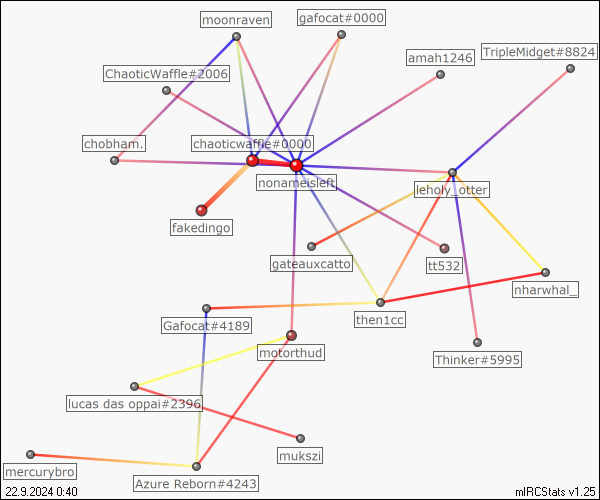 moonraven
gafocat#0000
amah1246
TripleMidget#8824
ChaoticWaffle#2006
chobham.
chaoticwaffle#0000
nonameisleft
leholy_otter
fakedingo
gateauxcatto
tt532
nharwhal_
Gafocat#4189
then1cc
motorthud
Thinker#5995
lucas das oppai#2396
mukszi
mercurybro
Azure Reborn#4243
22.9.2024 0:40
mIRCStats v1.25